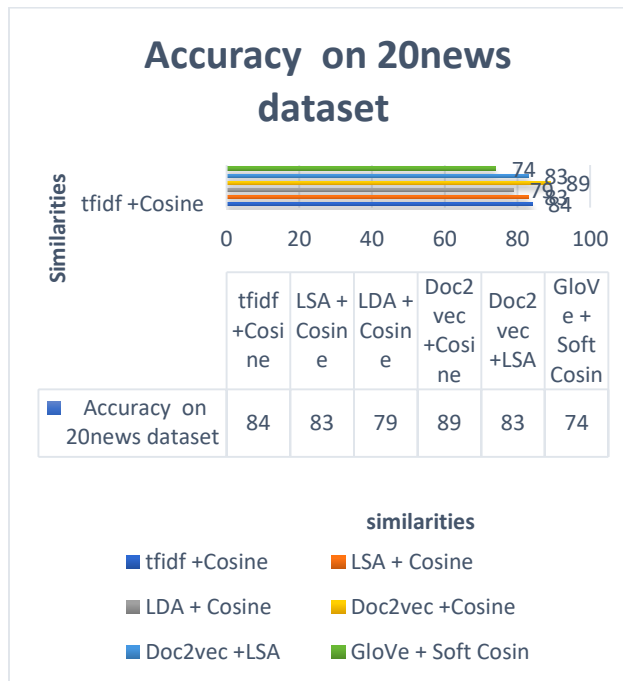 Accuracy on 20news
dataset
Similarities
tfidf +Cosine
74
83
89
79
83
84
0 20 40 60 80 100
tfidf
+Cosi
ne
LSA +
Cosin
e
LDA +
Cosin
e
Doc2
vec
+Cosi
ne
Doc2
vec
+LSA
GloV
e +
Soft
Cosin
Accuracy on
20news dataset
84 83 79 89 83 74
similarities
tfidf +Cosine LSA + Cosine
LDA + Cosine Doc2vec +Cosine
Doc2vec +LSA GloVe + Soft Cosin